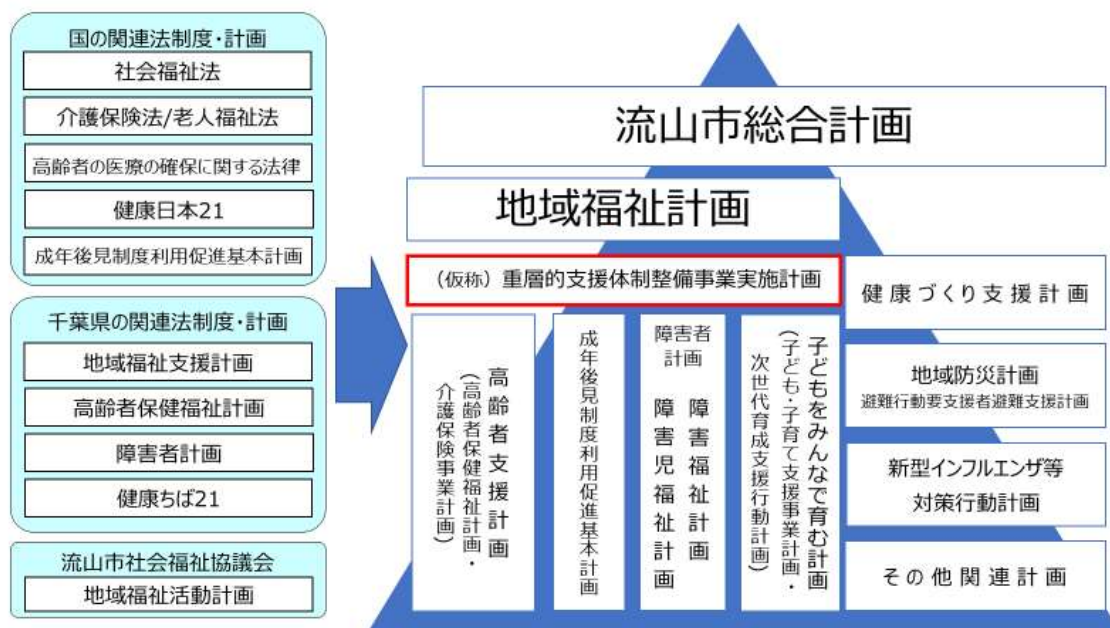 国の関連法制度・計画
社会福祉法
介護保険法/老人福祉法
高齢者の医療の確保に関する法律
健康日本21
成年後見制度利用促進基本計画
千葉県の関連法制度・計画
地域福祉支援計画
高齢者保健福祉計画
障害者計画
健康ちば21
流山市社会福祉協議会
地域福祉活動計画
流山市総合計画
地域福祉計画
（仮称）重層的支援体制整備事業実施計画
高齢者支援計画
（高齢者保健福祉計画・
介護保険事業計画）
成年後見制度利用促進基本計画
障害者
計画
障害福祉計画
障害児福祉計画
子どもをみんなで育む計画
（子ども・子育て支援事業計画・
次世代育成支援行動計画）
健康づくり支援計画
地域防災計画
避難行動要支援者避難支援計画
新型インフルエンザ等
対策行動計画
その他関連計画